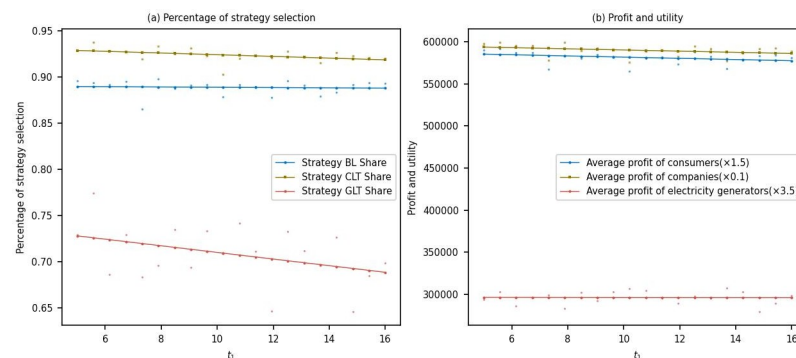 (a) Percentage of strategy selection
0.95
0.90
0.85
0.80
0.75
0.70
0.65
Percentage of strategy selection
Strategy BL Share
Strategy CLT Share
Strategy GLT Share
6
8
10
12
14
16
t₁
(b) Profit and utility
600000
550000
500000
450000
400000
350000
300000
Profit and utility
Average profit of consumers(×1.5)
Average profit of companies(×0.1)
Average profit of electricity generators(×3.5
6
8
10
12
14
16
t₁